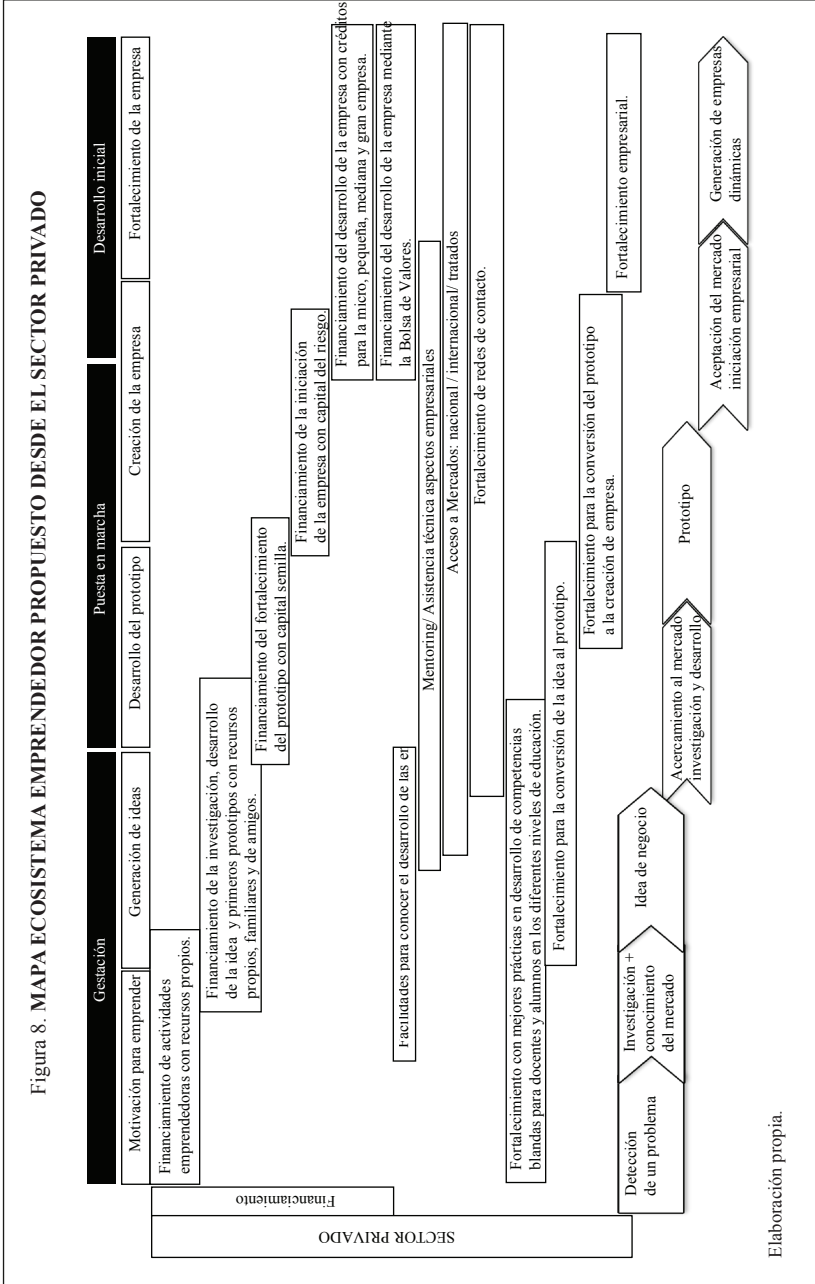 Figura 8. MAPA ECOSISTEMA EMPRENDEDOR PROPUESTO DESDE EL SECTOR PRIVADO
Gestación
Puesta en marcha
Desarrollo inicial
Motivación para emprender
Generación de ideas
Desarrollo del prototipo
Creación de la empresa
Fortalecimiento de la empresa
SECTOR PRIVADO
Financiamiento
Financiamiento de actividades
emprendedoras con recursos propios.
Financiamiento de la investigación, desarrollo
de la idea y primeros prototipos con recursos
propios, familiares y de amigos.
Financiamiento del fortalecimiento
del prototipo con capital semilla.
Financiamiento de la iniciación
de la empresa con capital del riesgo.
Financiamiento del desarrollo de la empresa con créditos
para la micro, pequeña, mediana y gran empresa.
Financiamiento del desarrollo de la empresa mediante
la Bolsa de Valores.
Facilidades para conocer el desarrollo de las en
Mentoring/ Asistencia técnica aspectos empresariales
Acceso a Mercados: nacional / internacional/ tratados
Fortalecimiento de redes de contacto.
Fortalecimiento con mejores prácticas en desarrollo de competencias
blandas para docentes y alumnos en los diferentes niveles de educación.
Fortalecimiento para la conversión de la idea al prototipo.
Fortalecimiento para la conversión del prototipo
a la creación de empresa.
Fortalecimiento empresarial.
Detección
de un problema
Investigación +
conocimiento
del mercado
Idea de negocio
Acercamiento al mercado
investigación y desarrollo
Prototipo
Aceptación del mercado
iniciación empresarial
Generación de empresas
dinámicas
Elaboración propia.